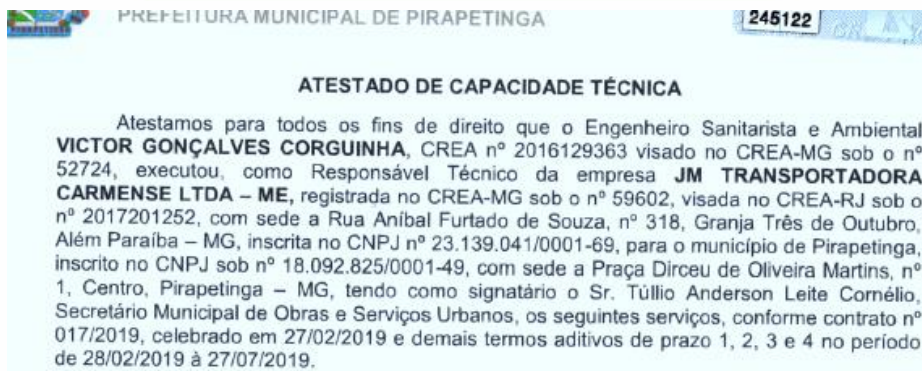 PREFEITURA MUNICIPAL DE PIRAPETINGA
245122
ATESTADO DE CAPACIDADE TÉCNICA
Atestamos para todos os fins de direito que o Engenheiro Sanitarista e Ambiental
VICTOR GONÇALVES CORGUINHA, CREA nº 2016129363 visado no CREA-MG sob o nº
52724, executou, como Responsável Técnico da empresa JM TRANSPORTADORA
CARMENSE LTDA – ME, registrada no CREA-MG sob o nº 59602, visada no CREA-RJ sob o
nº 2017201252, com sede a Rua Aníbal Furtado de Souza, nº 318, Granja Três de Outubro,
Além Paraíba – MG, inscrita no CNPJ nº 23.139.041/0001-69, para o município de Pirapetinga,
inscrito no CNPJ sob nº 18.092.825/0001-49, com sede a Praça Dirceu de Oliveira Martins, nº
1, Centro, Pirapetinga – MG, tendo como signatário o Sr. Túllio Anderson Leite Cornélio,
Secretário Municipal de Obras e Serviços Urbanos, os seguintes serviços, conforme contrato nº
017/2019, celebrado em 27/02/2019 e demais termos aditivos de prazo 1, 2, 3 e 4 no período
de 28/02/2019 à 27/07/2019.